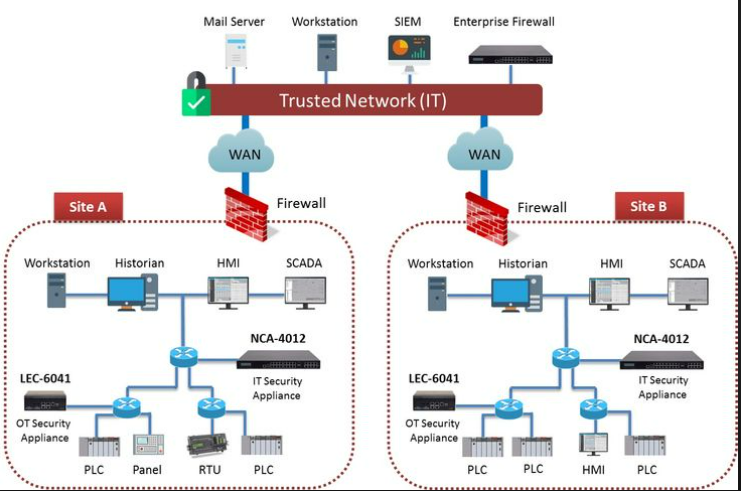 Mail Server
Workstation
SIEM
Enterprise Firewall
Trusted Network (IT)
WAN
WAN
Site A
Firewall
Firewall
Site B
Workstation
Historian
HMI
SCADA
Workstation
Historian
HMI
SCADA
NCA-4012
NCA-4012
LEC-6041
IT Security
Appliance
LEC-6041
IT Security
Appliance
OT Security
Appliance
OT Security
Appliance
PLC
Panel
RTU
PLC
PLC
PLC
HMI
PLC